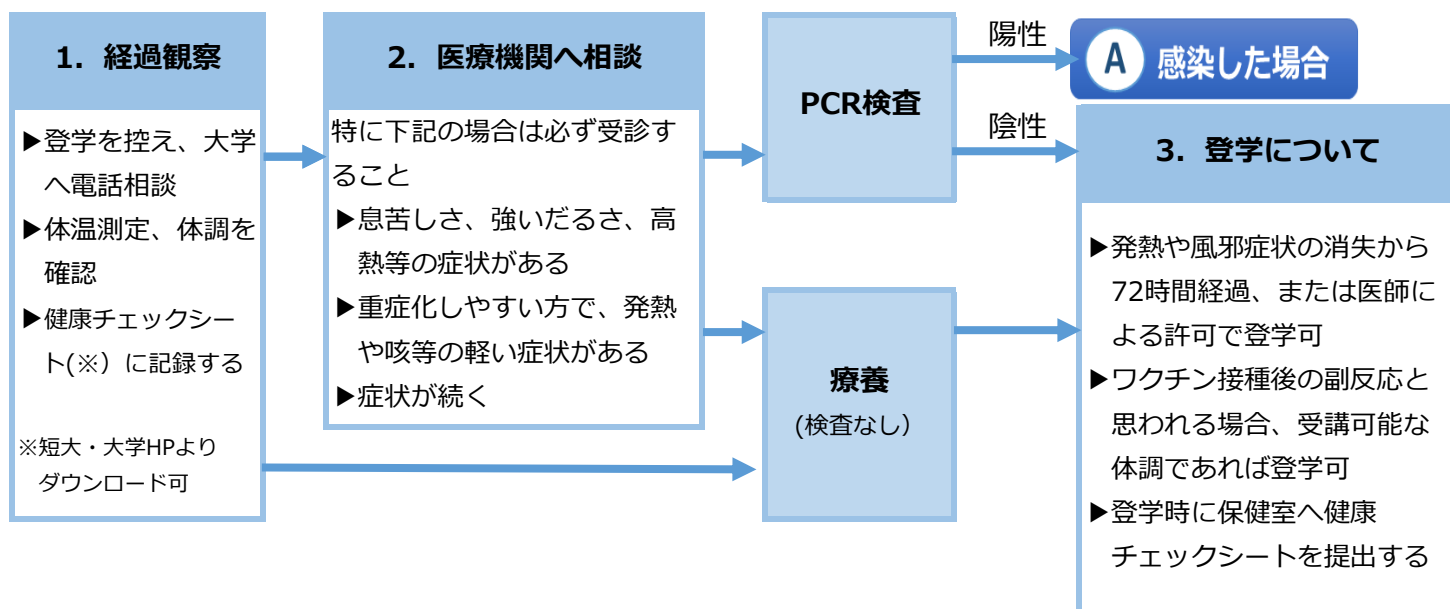 1. 経過観察
▶登学を控え、大学
へ電話相談
▶体温測定、体調を
確認
▶健康チェックシー
ト(※）に記録する
※短大・大学HPより
ダウンロード可
2. 医療機関へ相談
特に下記の場合は必ず受診す
ること
▶息苦しさ、強いだるさ、高
熱等の症状がある
▶重症化しやすい方で、発熱
や咳等の軽い症状がある
▶症状が続く
PCR検査
陽性
陰性
療養
(検査なし）
A 感染した場合
3. 登学について
▶発熱や風邪症状の消失から
72時間経過、または医師に
よる許可で登学可
▶ワクチン接種後の副反応と
思われる場合、受講可能な
体調であれば登学可
▶登学時に保健室へ健康
チェックシートを提出する